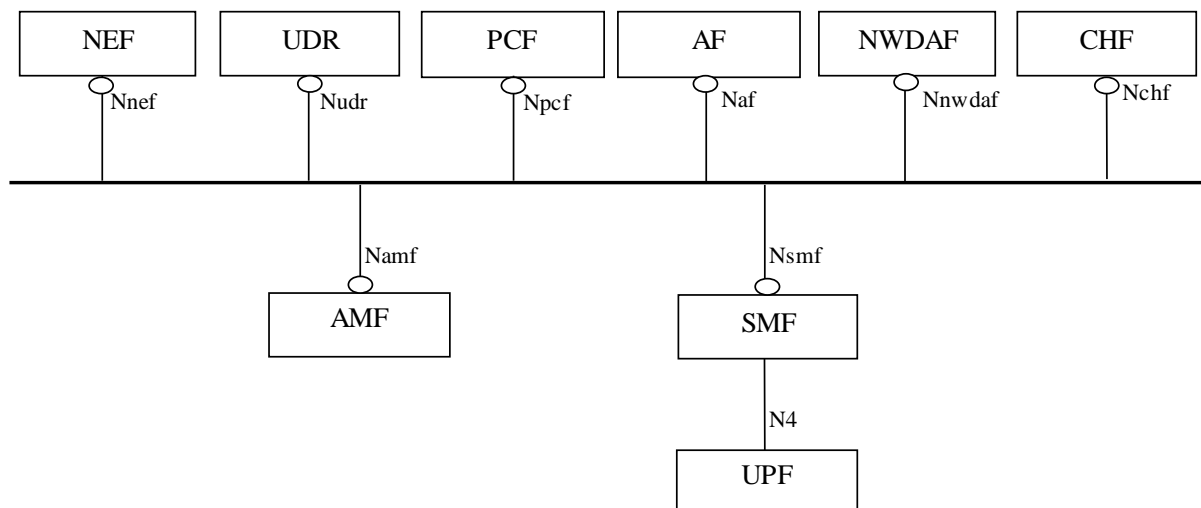 NEF UDR PCF AF NWDAF CHF
Nnef Nudr Npcf Naf Nnwdaf Nchf
Namf Nsmf
AMF SMF
N4
UPF